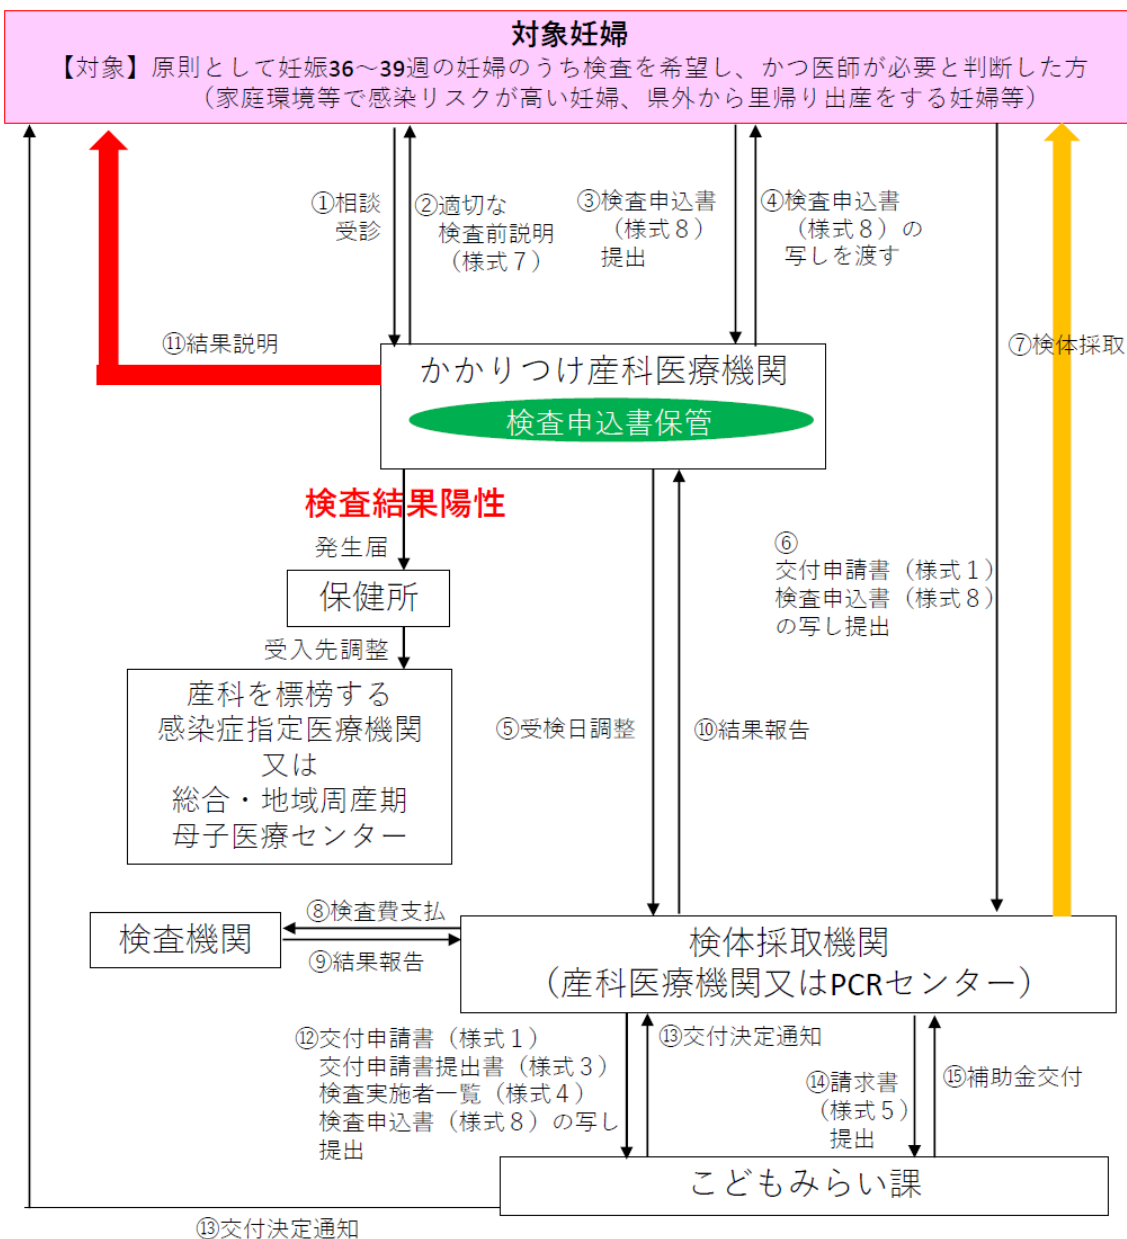 対象妊婦
【対象】原則として妊娠36～39週の妊婦のうち検査を希望し、かつ医師が必要と判断した方
（家庭環境等で感染リスクが高い妊婦、県外から里帰り出産をする妊婦等）
①相談
受診
②適切な
検査前説明
（様式７）
③検査申込書
（様式８）
提出
④検査申込書
（様式８）の
写しを渡す
⑪結果説明
⑦検体採取
かかりつけ産科医療機関
検査申込書保管
検査結果陽性
発生届
保健所
受入先調整
産科を標榜する
感染症指定医療機関
又は
総合・地域周産期
母子医療センター
⑥
交付申請書（様式１）
検査申込書（様式８）
の写し提出
⑤受検日調整
⑩結果報告
検査機関
⑧検査費支払
⑨結果報告
検体採取機関
（産科医療機関又はPCRセンター）
⑫交付申請書（様式１）
交付申請書提出書（様式３）
検査実施者一覧（様式４）
検査申込書（様式８）の写し
提出
⑬交付決定通知
⑭請求書
（様式５）
提出
⑮補助金交付
こどもみらい課
⑬交付決定通知